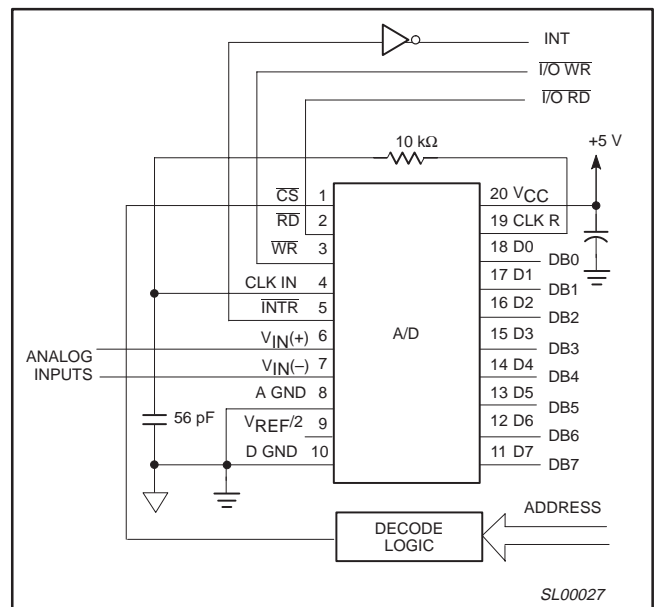 INT
I/O WR
I/O RD
10 kΩ
+5 V
CS 1
RD 2
WR 3
CLK IN 4
INTR 5
VIN(+) 6
VIN(–) 7
A GND 8
VREF/2 9
D GND 10
A/D
20 VCC
19 CLK R
18 D0
17 D1
16 D2
15 D3
14 D4
13 D5
12 D6
11 D7
DB0
DB1
DB2
DB3
DB4
DB5
DB6
DB7
ANALOG
INPUTS
56 pF
ADDRESS
DECODE
LOGIC
SL00027